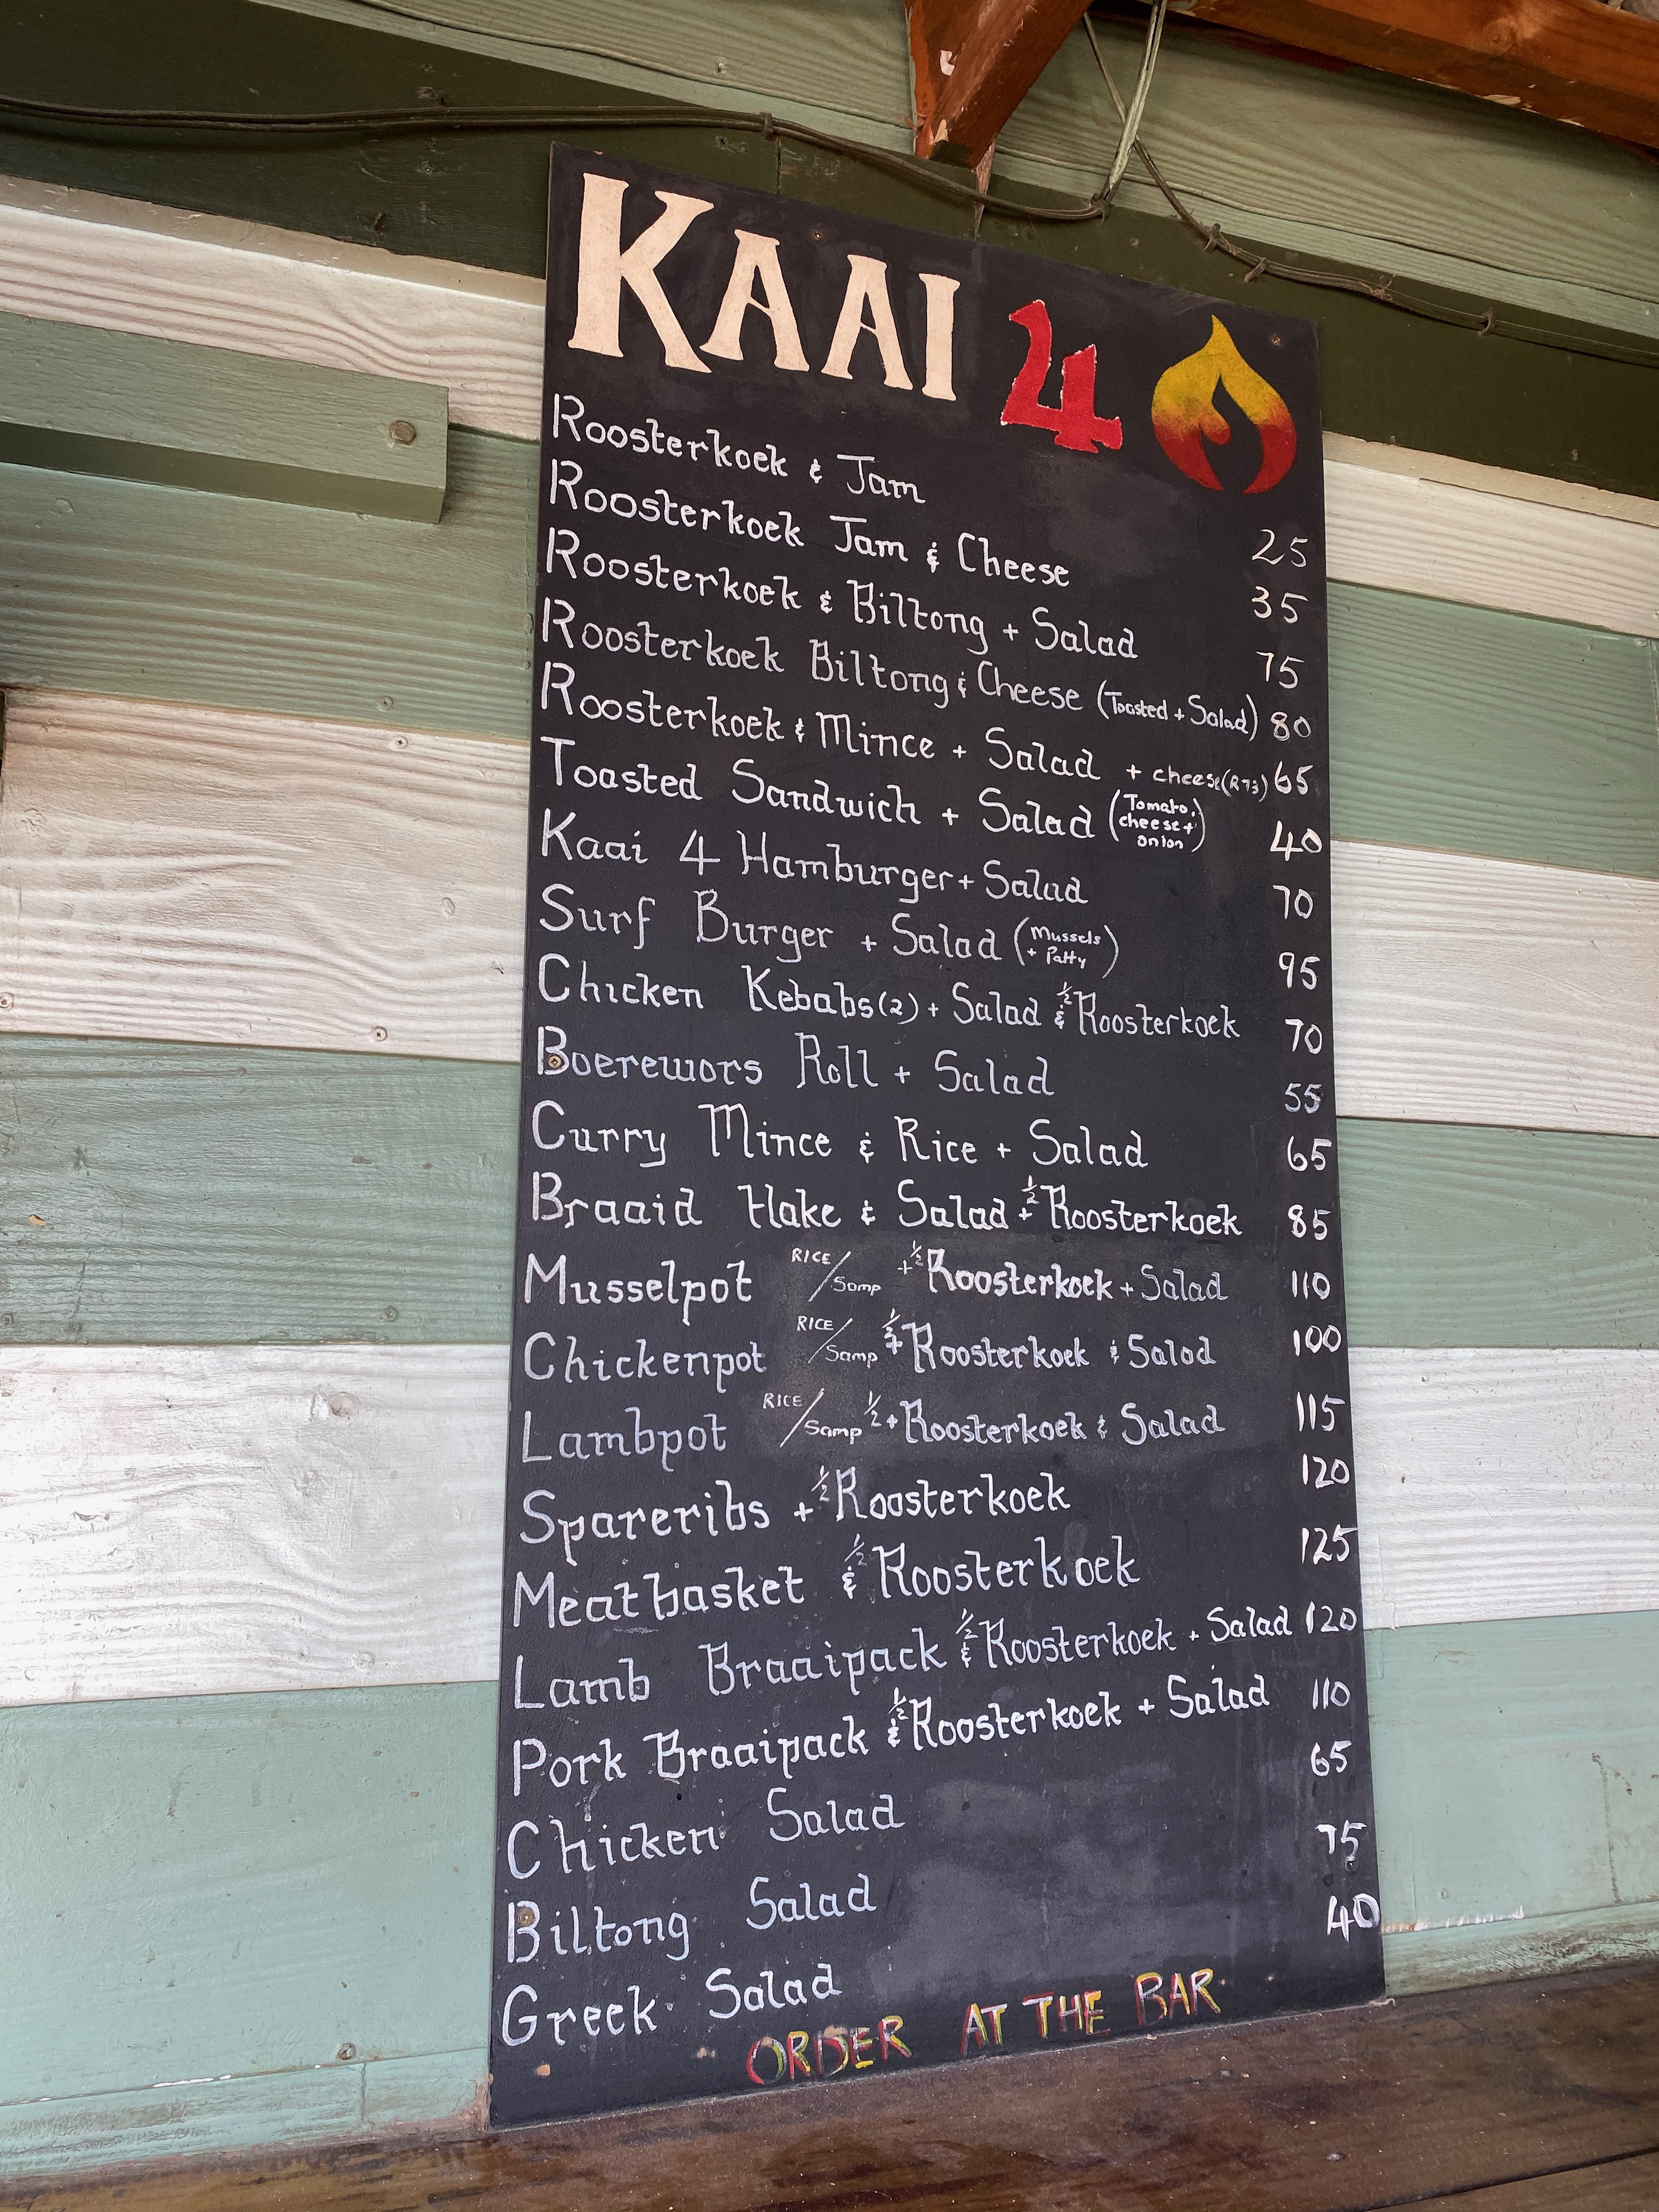 KAAI 4
Roosterkoek & Jam 25
Roosterkoek Jam & Cheese 35
Roosterkoek & Biltong + Salad 75
Roosterkoek Biltong & Cheese (Toasted + Salad) 80
Roosterkoek & Mince + Salad + cheese (R73) 65
Toasted Sandwich + Salad (Tomato, cheese + onion) 40
Kaai 4 Hamburger + Salad 70
Surf Burger + Salad (Mussels + Patty) 95
Chicken Kebabs (2) + Salad & ½ Roosterkoek 70
Boerewors Roll + Salad 55
Curry Mince & Rice + Salad 65
Braaid Hake & Salad + ½ Roosterkoek 85
Musselpot RICE/Samp + ½ Roosterkoek + Salad 110
Chickenpot RICE/Samp + ½ Roosterkoek & Salad 100
Lambpot RICE/Samp ½ + Roosterkoek & Salad 115
Spareribs + ½ Roosterkoek 120
Meatbasket & ½ Roosterkoek 125
Lamb Braaipack & ½ Roosterkoek + Salad 120
Pork Braaipack & ½ Roosterkoek + Salad 110
Chicken Salad 65
Biltong Salad 75
Greek Salad 40
ORDER AT THE BAR